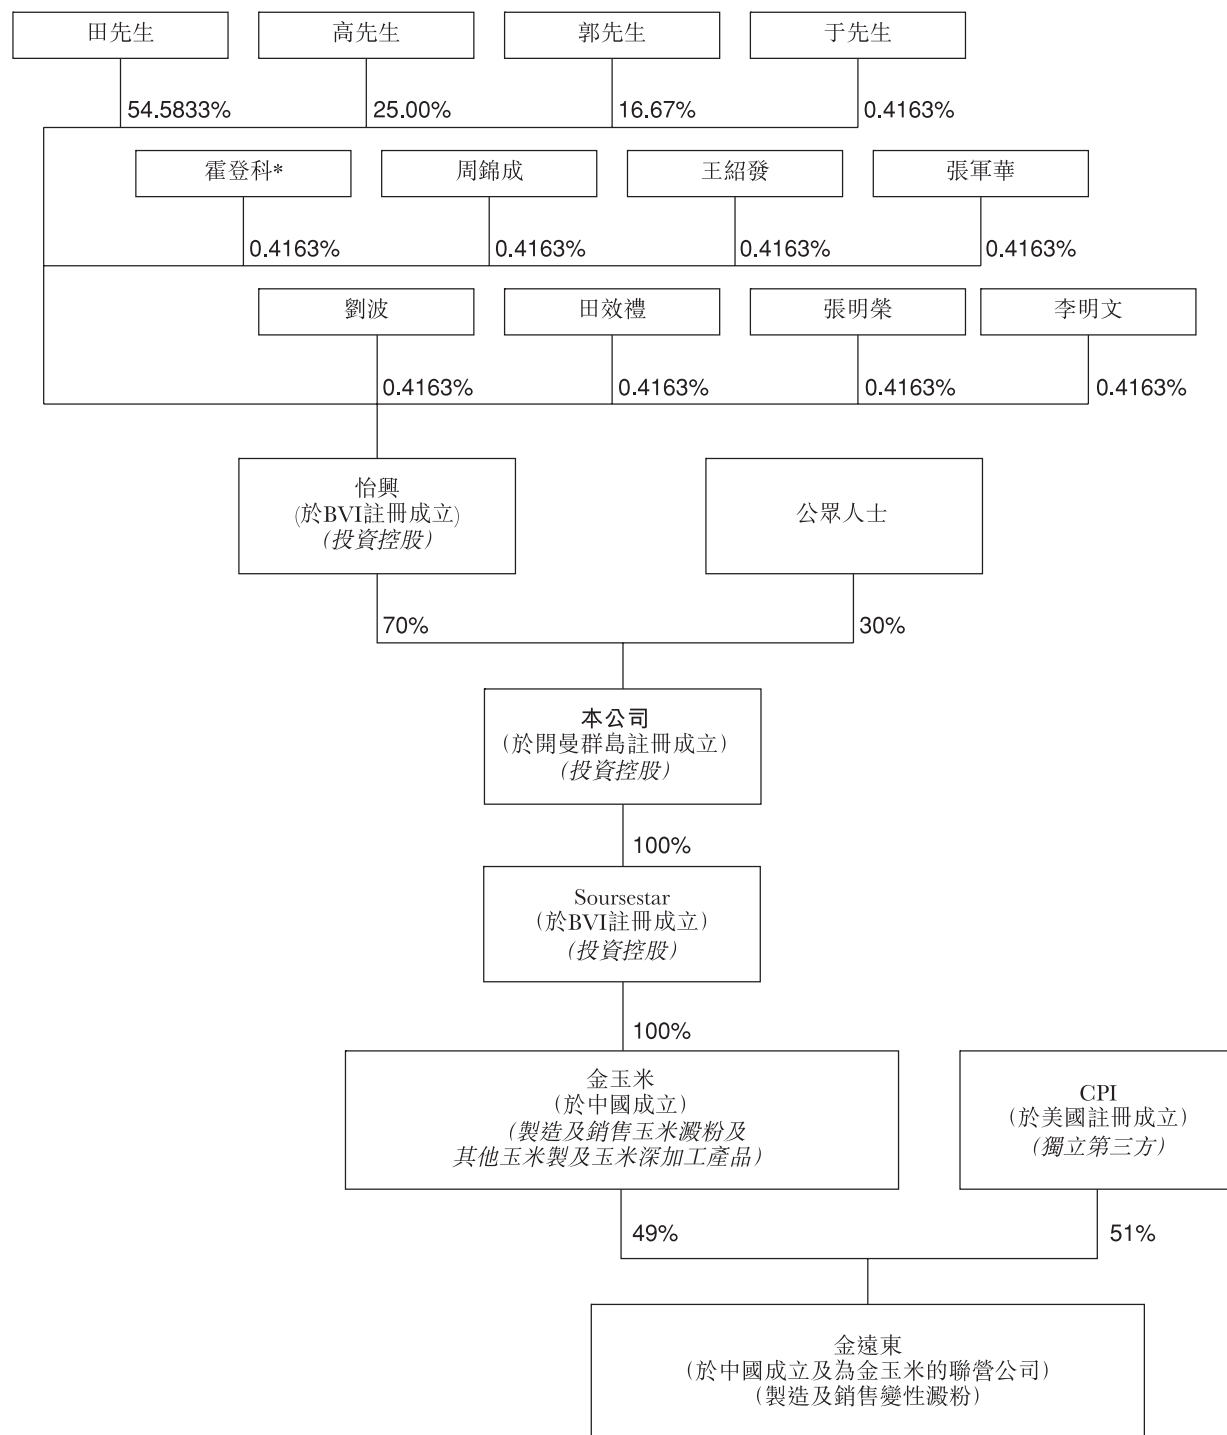 田先生
高先生
郭先生
于先生
54.5833%
25.00%
16.67%
0.4163%
霍登科*
周錦成
王紹發
張軍華
0.4163%
0.4163%
0.4163%
0.4163%
劉波
田效禮
張明榮
李明文
0.4163%
0.4163%
0.4163%
0.4163%
怡興
(於BVI註冊成立)
(投資控股)
公眾人士
70%
30%
本公司
(於開曼群島註冊成立)
(投資控股)
100%
Soursestar
(於BVI註冊成立)
(投資控股)
100%
金玉米
(於中國成立)
(製造及銷售玉米澱粉及
其他玉米製及玉米深加工產品)
CPI
(於美國註冊成立)
(獨立第三方)
49%
51%
金遠東
(於中國成立及為金玉米的聯營公司)
(製造及銷售變性澱粉)